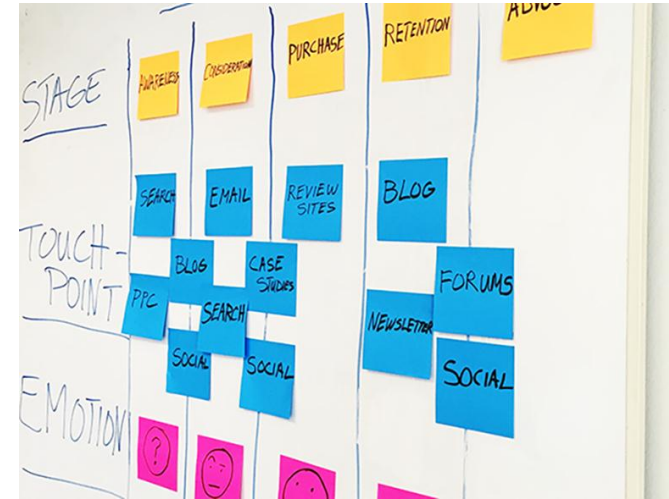 STAGE
AWARENESS
CONSIDERATION
PURCHASE
RETENTION
TOUCH-
POINT
SEARCH
EMAIL
REVIEW
SITES
BLOG
BLOG
CASE
STUDIES
FORUMS
PPC
SEARCH
NEWSLETTER
SOCIAL
SOCIAL
SOCIAL
EMOTION
?